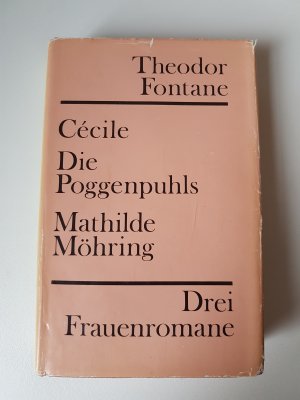 Theodor
Fontane
Cécile
Die
Poggenpuhls
Mathilde
Möhring
Drei
Frauenromane